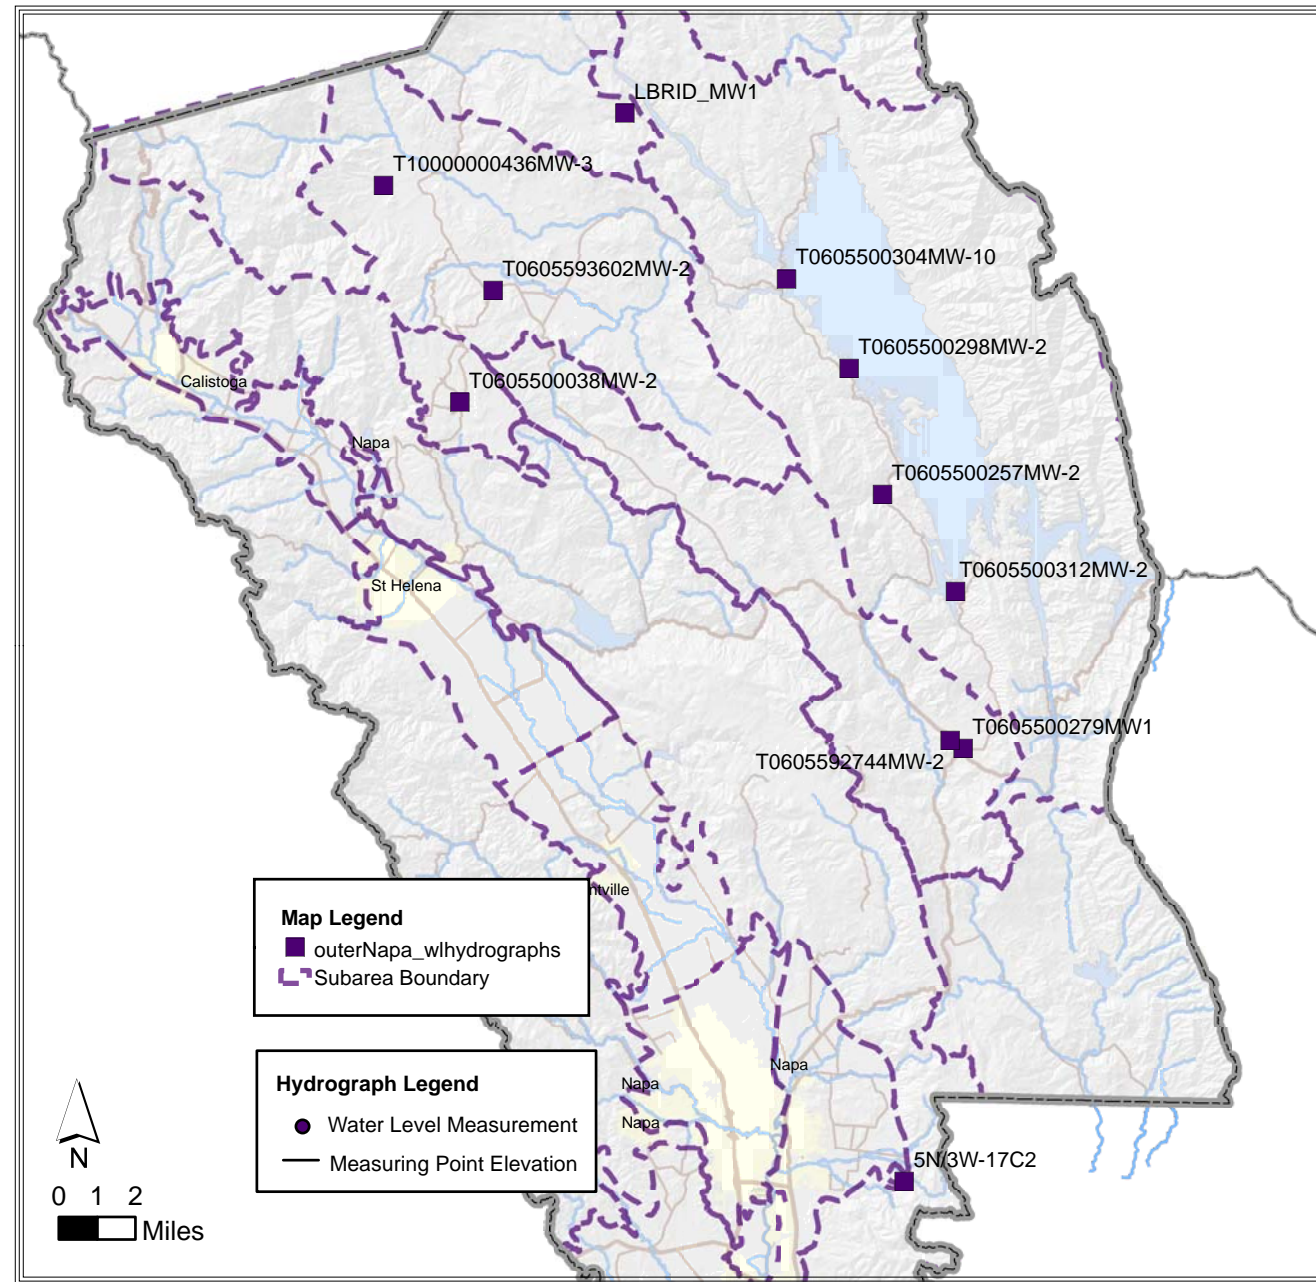 LBRID_MW1
T10000000436MW-3
T0605500304MW-10
T0605593602MW-2
T0605500298MW-2
Calistoga
T0605500038MW-2
Napa
T0605500257MW-2
T0605500312MW-2
St Helena
T0605500279MW1
T0605592744MW-2
ntville
Map Legend
outerNapa_wlhydrographs
Subarea Boundary
Napa
Napa
Napa
Hydrograph Legend
Water Level Measurement
Measuring Point Elevation
5N/3W-17C2
N
0 1 2
Miles